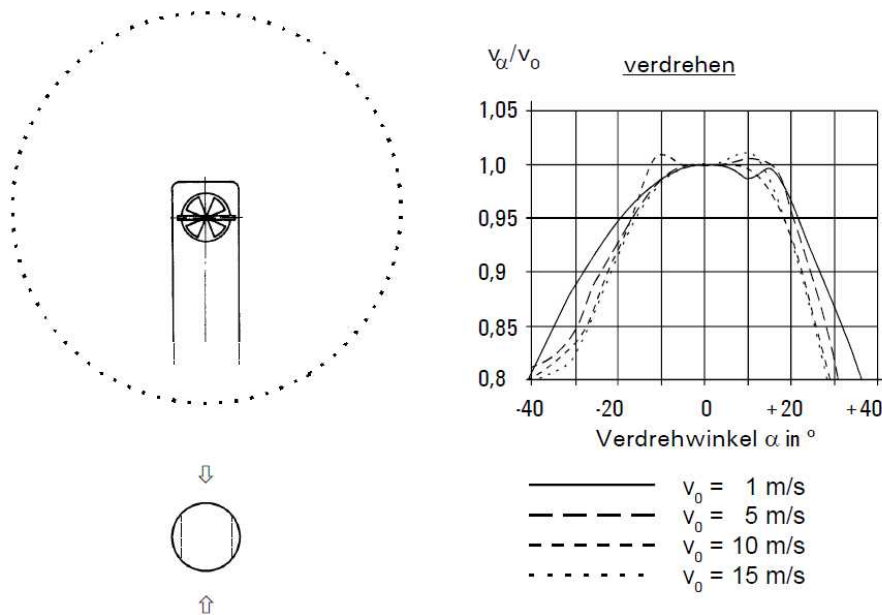 vα/v0
verdrehen
1,05
1,0
0,95
0,9
0,85
0,8
-40 -20 0 +20 +40
Verdrehwinkel α in °
v0 = 1 m/s
v0 = 5 m/s
v0 = 10 m/s
v0 = 15 m/s